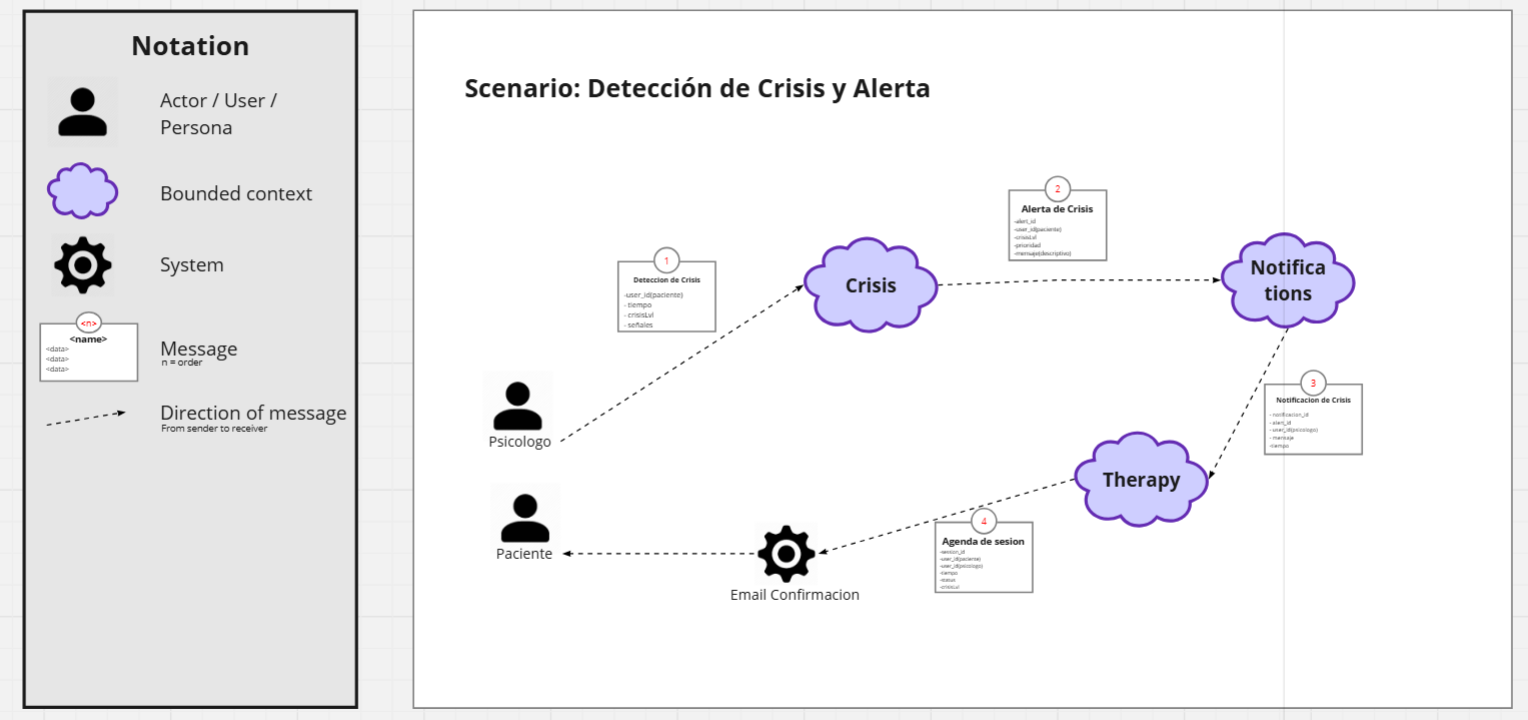 Notation
Actor / User /
Persona
Bounded context
System
<n>
<name>
<data>
<data>
<data>
Message
n = order
Direction of message
From sender to receiver
Scenario: Detección de Crisis y Alerta
1
Deteccion de Crisis
-user_id(paciente)
- tiempo
- crisisLvl
- señales
Crisis
2
Alerta de Crisis
-alert_id
-user_id(paciente)
-crisisLvl
-prioridad
-mensaje(descriptivo)
Notifica
tions
Psicologo
3
Notificacion de Crisis
- notificacion_id
- alert_id
- user_id(psicologo)
- mensaje
-tiempo
Therapy
4
Agenda de sesion
-session_id
-user_id(paciente)
-user_id(psicologo)
-tiempo
-status
-crisisLvl
Paciente
Email Confirmacion